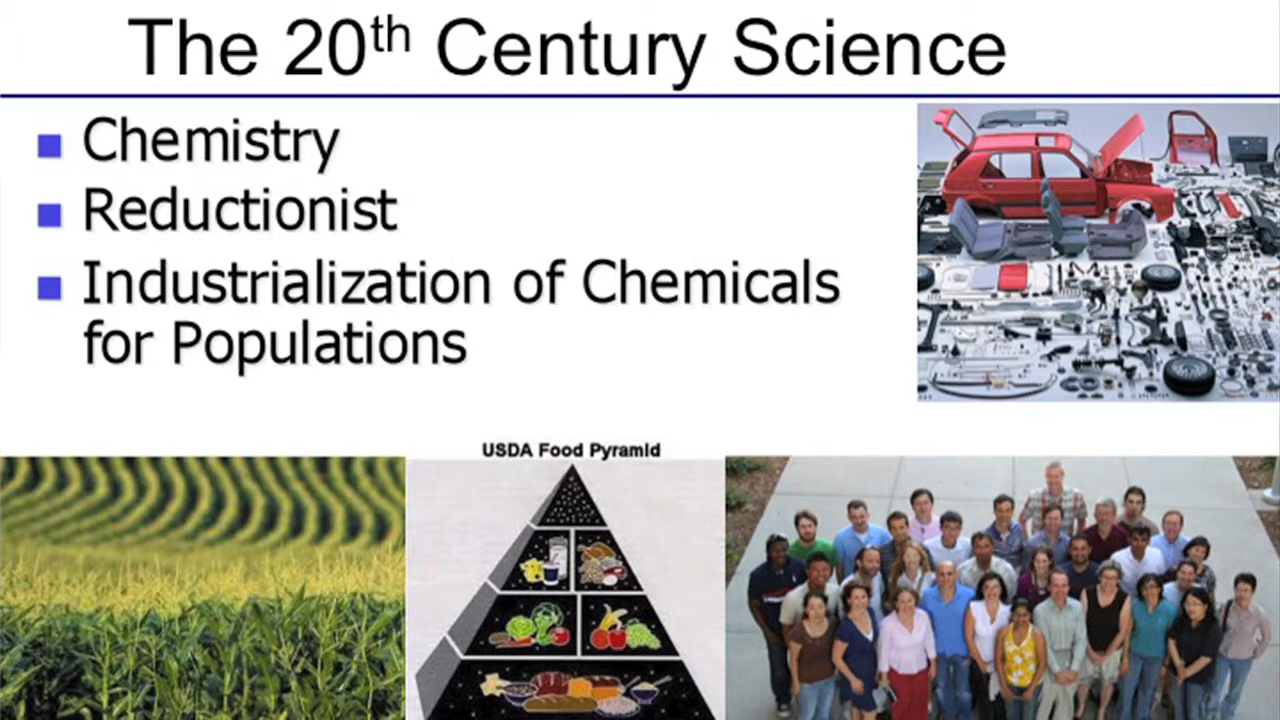 The 20th Century Science
Chemistry
Reductionist
Industrialization of Chemicals
for Populations
USDA Food Pyramid